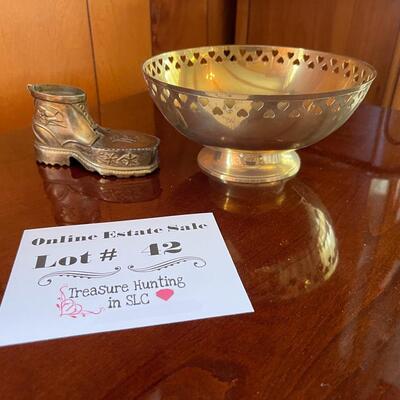 Online Estate Sale
Lot # 42
Treasure Hunting
in SLC